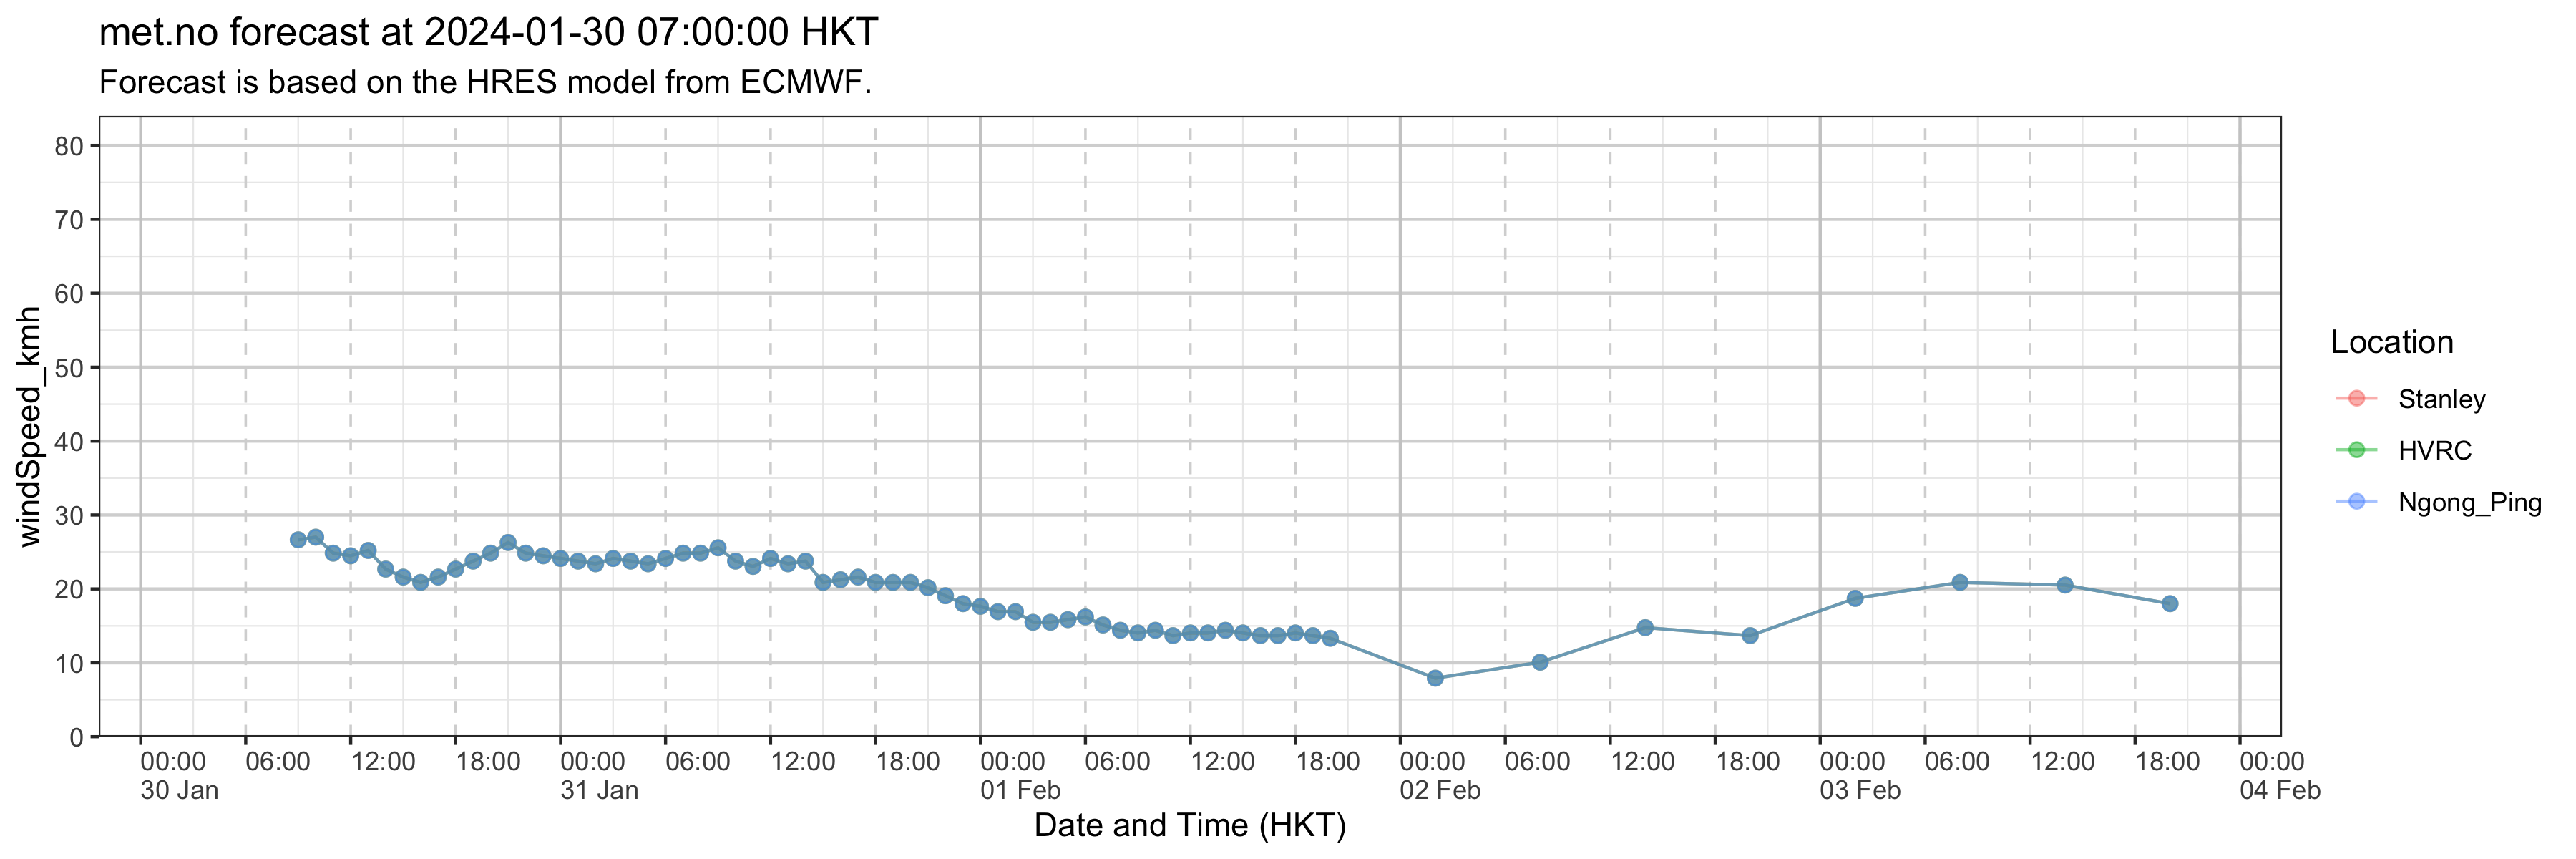 met.no forecast at 2024-01-30 07:00:00 HKT
Forecast is based on the HRES model from ECMWF.
windSpeed_kmh
80
70
60
50
40
30
20
10
0
00:00 06:00 12:00 18:00 00:00 06:00 12:00 18:00 00:00 06:00 12:00 18:00 00:00 06:00 12:00 18:00 00:00 06:00 12:00 18:00 00:00
30 Jan 31 Jan 01 Feb 02 Feb 03 Feb 04 Feb
Date and Time (HKT)
Location
Stanley
HVRC
Ngong_Ping